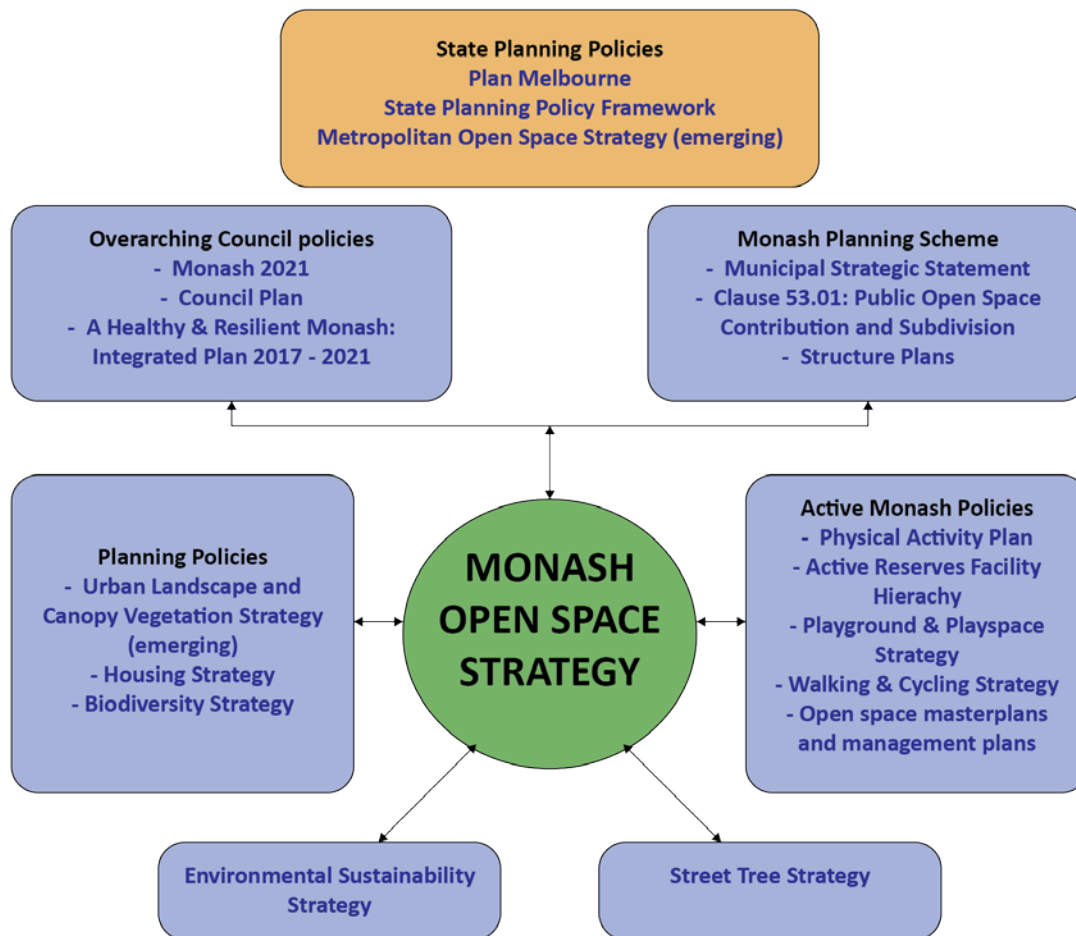 State Planning Policies
Plan Melbourne
State Planning Policy Framework
Metropolitan Open Space Strategy (emerging)
Overarching Council policies
- Monash 2021
- Council Plan
- A Healthy & Resilient Monash:
Integrated Plan 2017 - 2021
Monash Planning Scheme
- Municipal Strategic Statement
- Clause 53.01: Public Open Space
Contribution and Subdivision
- Structure Plans
Planning Policies
- Urban Landscape and
Canopy Vegetation Strategy
(emerging)
- Housing Strategy
- Biodiversity Strategy
MONASH
OPEN SPACE
STRATEGY
Active Monash Policies
- Physical Activity Plan
- Active Reserves Facility
Hierachy
- Playground & Playspace
Strategy
- Walking & Cycling Strategy
- Open space masterplans
and management plans
Environmental Sustainability
Strategy
Street Tree Strategy